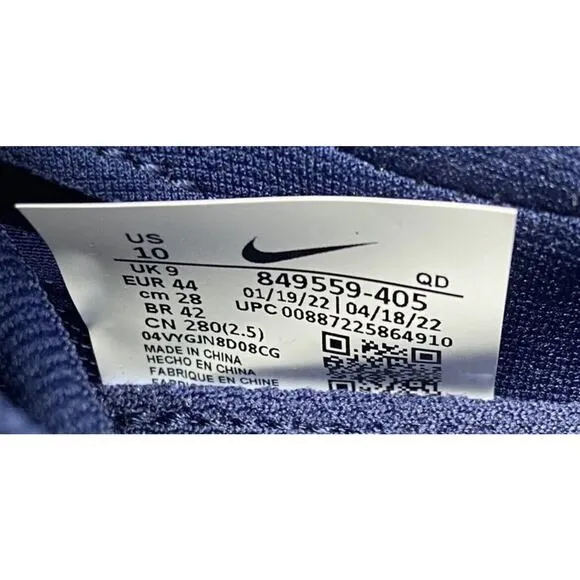 US
10
UK 9
EUR 44
cm 28
BR 42
CN 280(2.5)
04VYGJN8D08CG
MADE IN CHINA
HECHO EN CHINA
FABRIQUE EN CHINE
QD
849559-405
01/19/22 | 04/18/22
UPC 00887225864910